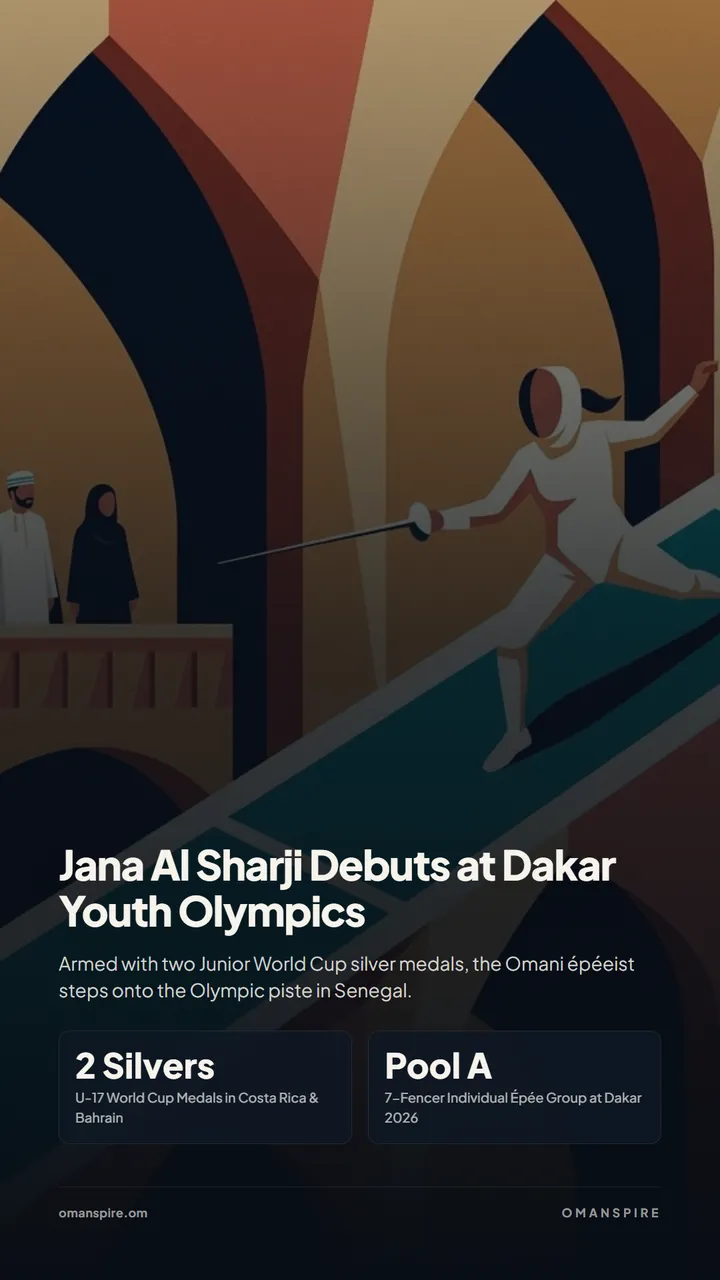 Jana Al Sharji Debuts at Dakar
Youth Olympics
Armed with two Junior World Cup silver medals, the Omani épéeist
steps onto the Olympic piste in Senegal.
2 Silvers
U-17 World Cup Medals in Costa Rica &
Bahrain
Pool A
7-Fencer Individual Épée Group at Dakar
2026
omanspire.om
OMANSPIRE